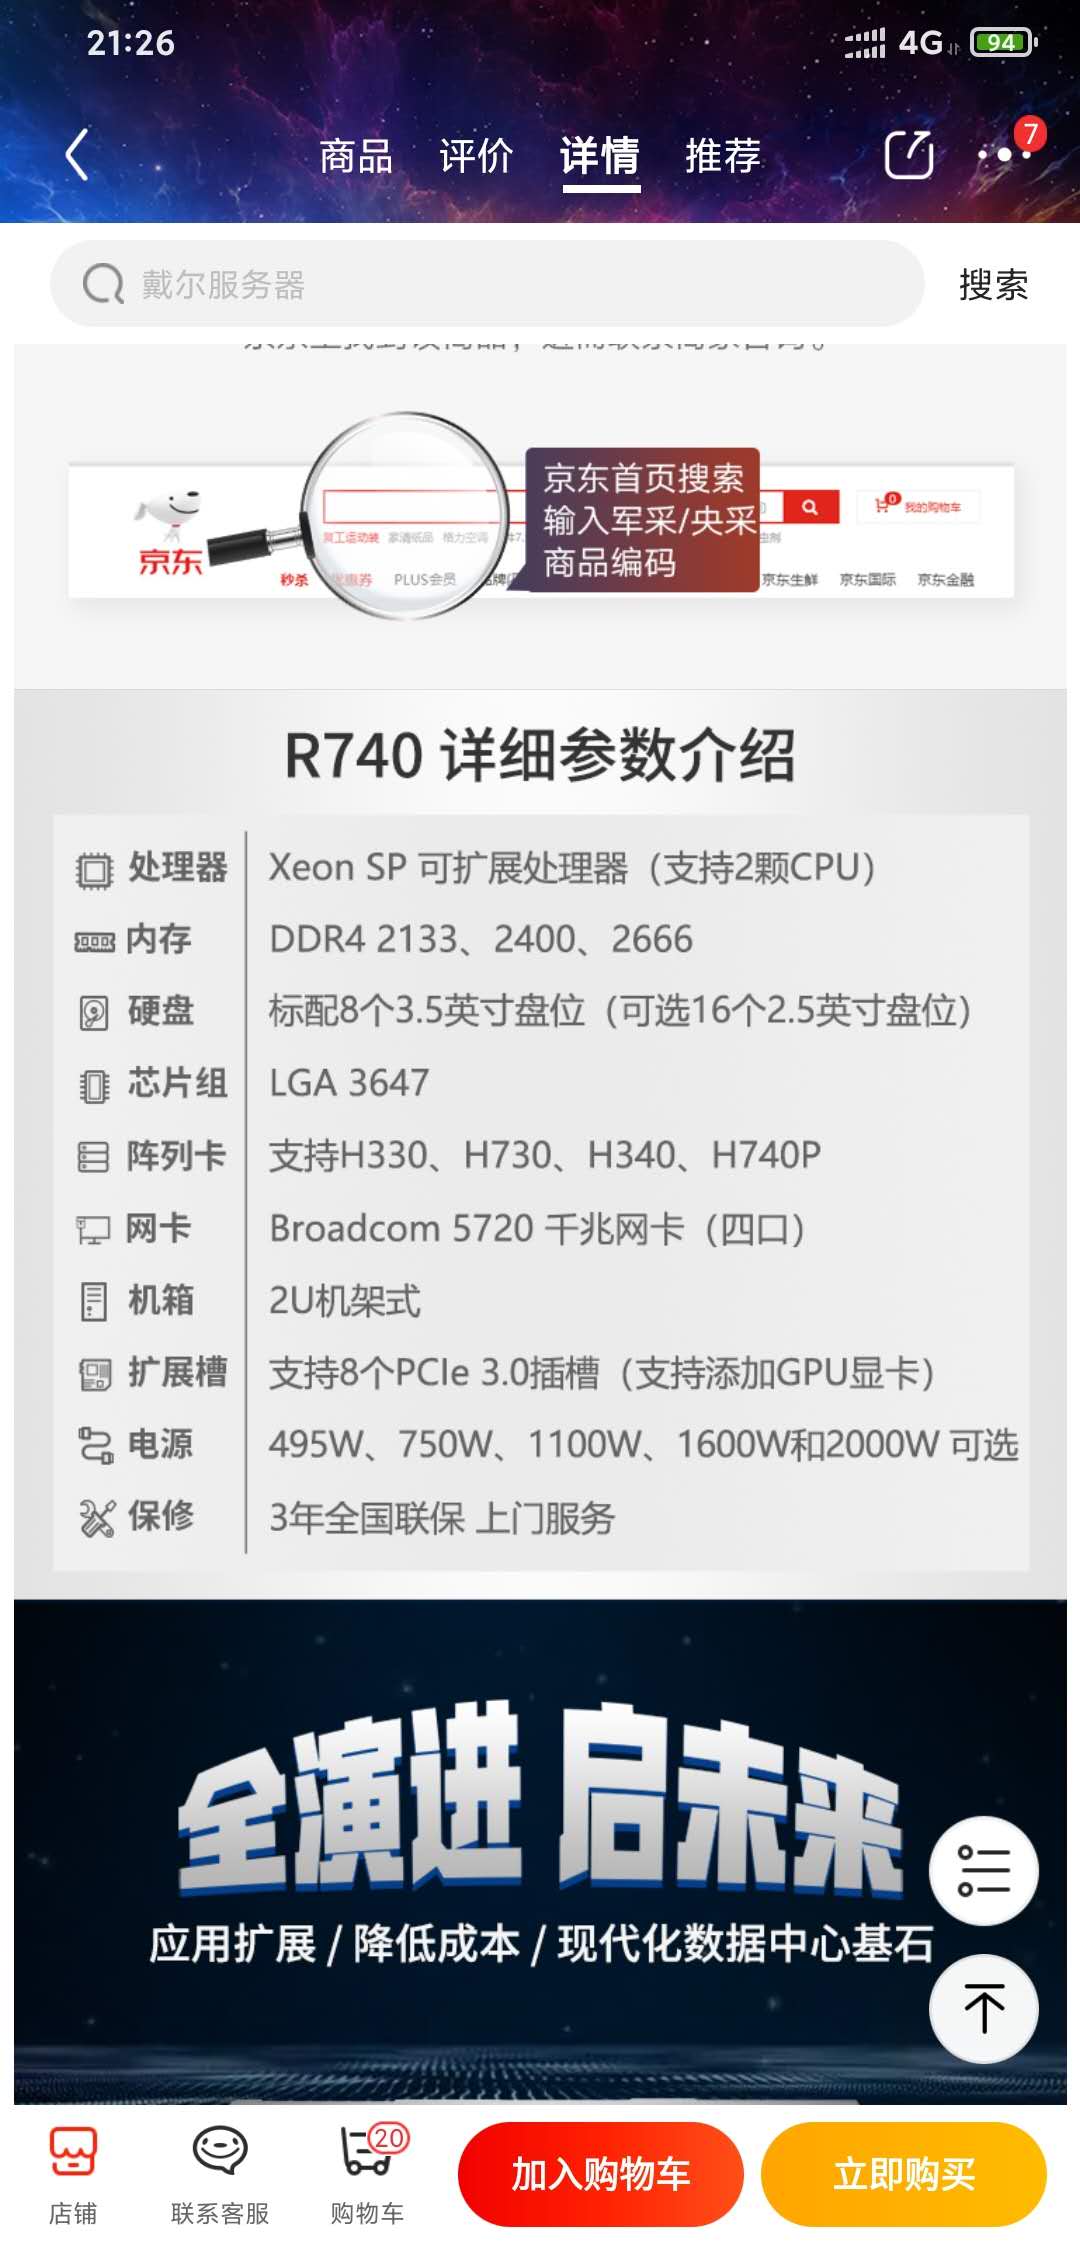 21:26
4G
94
商品
评价
详情
推荐
7
戴尔服务器
搜索
京东首页搜索
输入军采/央采
商品编码
0
我的购物车
京东
家清纸品
格力空调
秒杀
优惠券
PLUS会员
京东生鲜
京东国际
京东金融
R740 详细参数介绍
处理器 Xeon SP 可扩展处理器（支持2颗CPU）
内存 DDR4 2133、2400、2666
硬盘 标配8个3.5英寸盘位（可选16个2.5英寸盘位）
芯片组 LGA 3647
阵列卡 支持H330、H730、H340、H740P
网卡 Broadcom 5720 千兆网卡（四口）
机箱 2U机架式
扩展槽 支持8个PCIe 3.0插槽（支持添加GPU显卡）
电源 495W、750W、1100W、1600W和2000W 可选
保修 3年全国联保 上门服务
全演进 启未来
应用扩展 / 降低成本 / 现代化数据中心基石
店铺
联系客服
20
购物车
加入购物车
立即购买